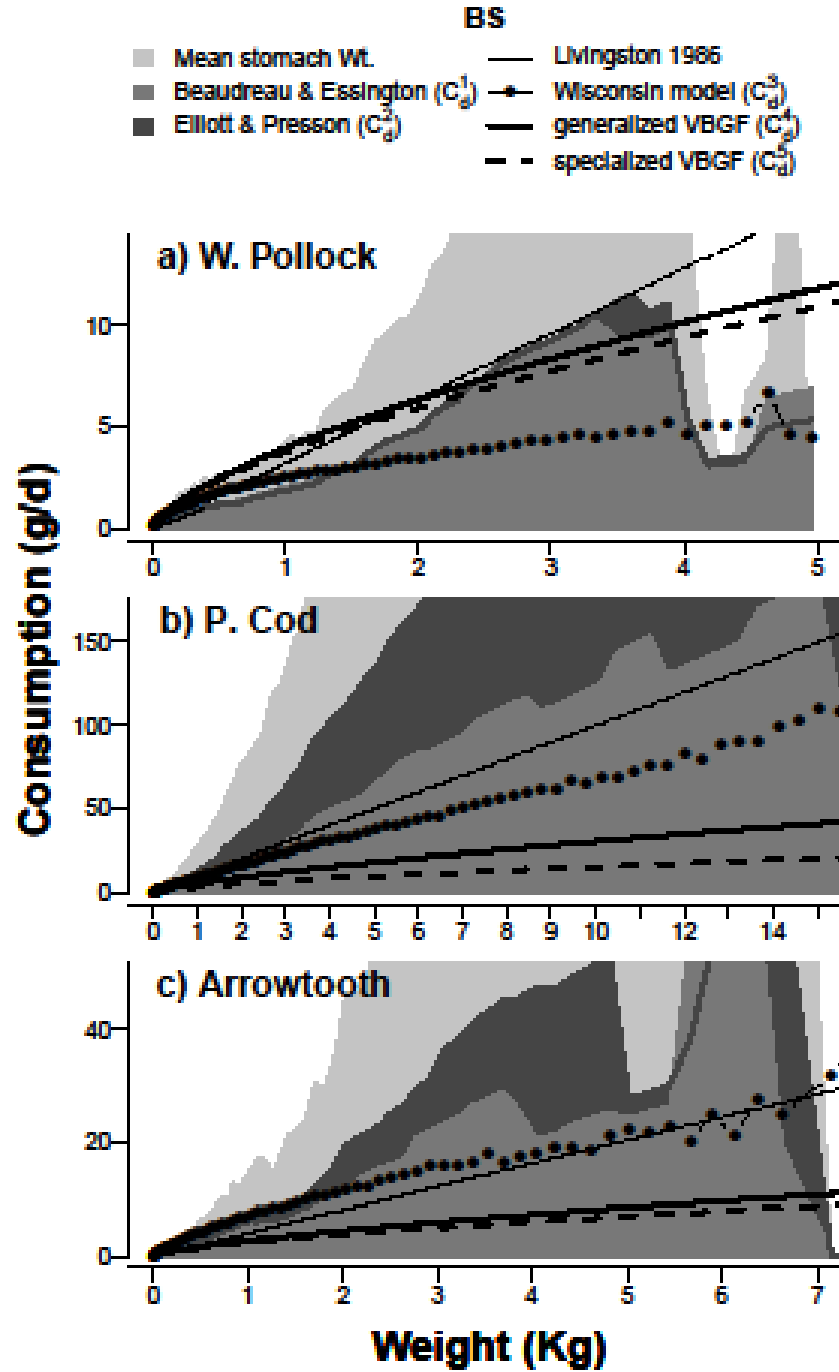 BS
Mean stomach Wt.
Beaudreau & Essington (C¹d)
Elliott & Presson (C²d)
Livingston 1986
Wisconsin model (C³d)
generalized VBGF (C⁴d)
specialized VBGF (C⁵d)
Consumption (g/d)
a) W. Pollock
10
5
0
0 1 2 3 4 5
b) P. Cod
150
100
50
0
0 1 2 3 4 5 6 7 8 9 10 12 14
c) Arrowtooth
40
20
0
0 1 2 3 4 5 6 7
Weight (Kg)